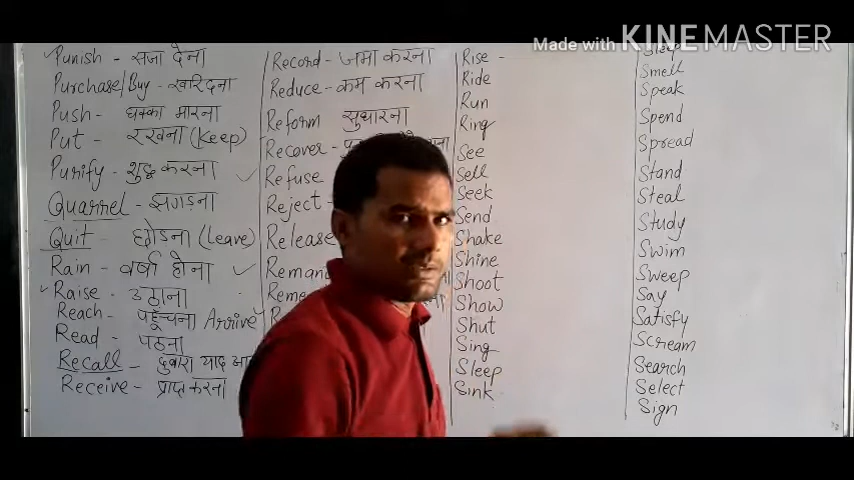 Made with KINEMASTER
Punish - सजा देना
Purchase/Buy - खरिदना
Push - धक्का मारना
Put - रखना (Keep)
Purify - शुद्ध करना
Quarrel - झगड़ना
Quit - छोडना (Leave)
Rain - वर्षा होना
Raise - उठाना
Reach - पहूंचना Arrive
Read - पढना
Recall - दुबारा याद
Receive - प्राप्त करना
Record - जमा करना
Reduce - कम करना
Reform सुधारना
Recover -
Refuse
Reject -
Release
Rise -
Ride
Run
Ring
See
Sell
Seek
Send
Shake
Shine
Shoot
Show
Shut
Sing
Sleep
Sink
Sleep
Smell
Speak
Spend
Spread
Stand
Steal
Study
Swim
Sweep
Say
Satisfy
Scream
Search
Select
Sign